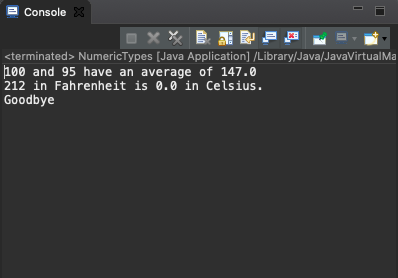 Console
<terminated> NumericTypes [Java Application] /Library/Java/JavaVirtualMa
100 and 95 have an average of 147.0
212 in Fahrenheit is 0.0 in Celsius.
Goodbye